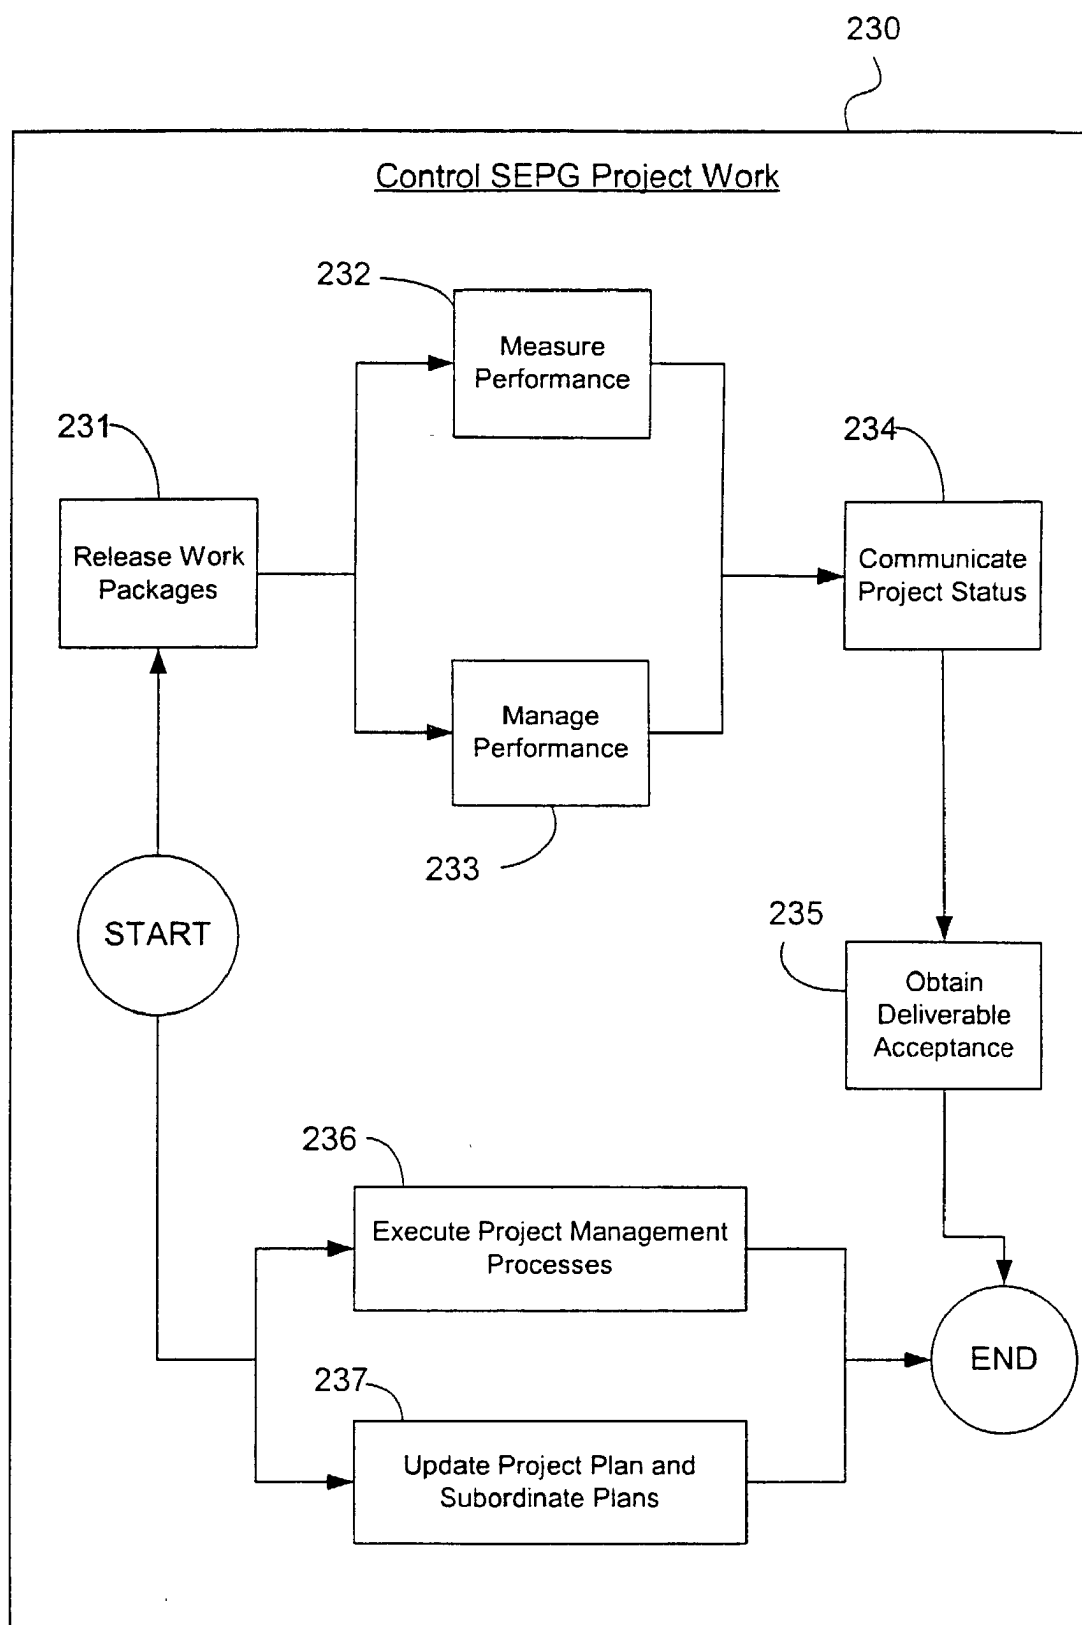 230
Control SEPG Project Work
232
Measure
Performance
231
Release Work
Packages
234
Communicate
Project Status
Manage
Performance
233
START
235
Obtain
Deliverable
Acceptance
236
Execute Project Management
Processes
END
237
Update Project Plan and
Subordinate Plans